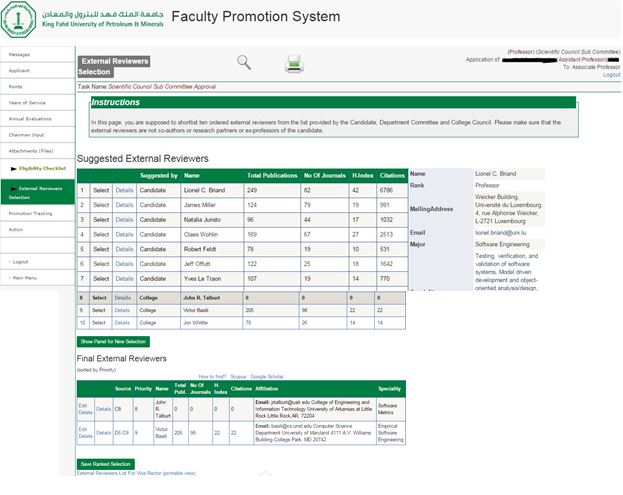 جامعة الملك فهد للبترول والمعادن
King Fahd University of Petroleum & Minerals
Faculty Promotion System
(Professor) (Scientific Council Sub Committee)
Application of: (Assistant Professor)
To: Associate Professor
Logout
Messages
Applicant
Points
Years of Service
Annual Evaluations
Chairman Input
Attachments (Files)
Eligibility Checklist
External Reviewers
Selection
Promotion Tracking
Action
- Logout
- Main Menu
External Reviewers
Selection
Task Name: Scientific Council Sub Committee Approval
Instructions
In this page, you are supposed to shortlist ten ordered external reviewers from the list provided by the Candidate, Department Committee and College Council. Please make sure that the
external reviewers are not co-authors or research partners or ex-professors of the candidate.
Suggested External Reviewers
Suggested by Name Total Publications No Of Journals H-Index Citations
1 Select Details Candidate Lionel C. Briand 249 82 42 6786
2 Select Details Candidate James Miller 124 79 19 991
3 Select Details Candidate Natalia Juristo 96 44 17 1032
4 Select Details Candidate Claes Wohlin 169 67 27 2513
5 Select Details Candidate Robert Feldt 78 19 10 531
6 Select Details Candidate Jeff Offutt 122 25 18 1642
7 Select Details Candidate Yves Le Traon 107 19 14 770
8 Select Details College John R. Talburt 0 0 0 0
9 Select Details College Victor Basili 205 98 22 22
10 Select Details College Jon Whittle 78 26 14 14
Name Lionel C. Briand
Rank Professor
MailingAddress Weicker Building,
Université du Luxembourg.
4, rue Alphonse Weicker,
L-2721 Luxembourg
Email lionel.briand@uni.lu
Major Software Engineering
Testing, verification, and
validation of software
systems. Model driven
development and object-
oriented analysis/design,
Show Panel for New Selection
Final External Reviewers
(sorted by Priority)
How to find? Scopus Google Scholar
Source Priority Name Total Publ. No Of Journals H-Index Citations Affiliation Speciality
Edit Delete Details C8 8 John R. Talburt 0 0 0 0 Email: jrtalburt@ualr.edu College of Engineering and Information Technology University of Arkansas at Little Rock Little Rock,AR, 72204 Software Metrics
Edit Delete Details D5 C9 9 Victor Basili 205 98 22 22 Email: basili@cs.umd.edu Computer Science Department University of Maryland 4111 A.V. Williams Building College Park, MD 20742 Empirical Software Engineering
Save Ranked Selection
External Reviewers List For Vice Rector (printable view)